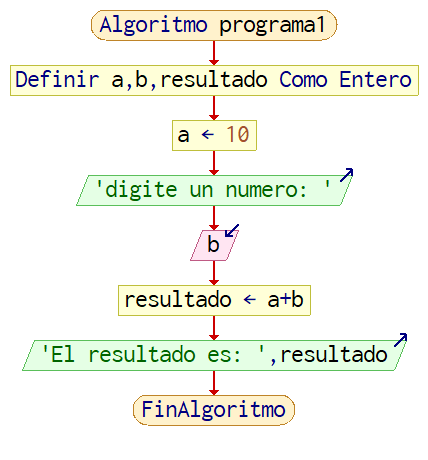 Algoritmo programa1
Definir a,b,resultado Como Entero
a ← 10
'digite un numero: '
b
resultado ← a+b
'El resultado es: ',resultado
FinAlgoritmo